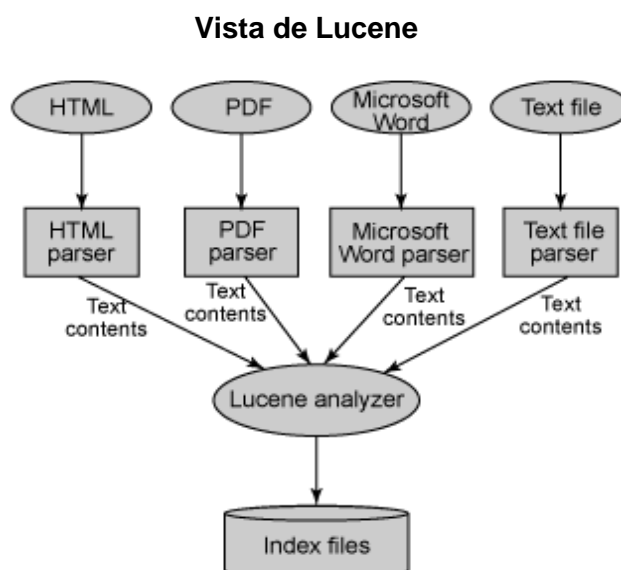 Vista de Lucene
HTML
PDF
Microsoft
Word
Text file
HTML
parser
PDF
parser
Microsoft
Word parser
Text file
parser
Text
contents
Text
contents
Text
contents
Text
contents
Lucene analyzer
Index files